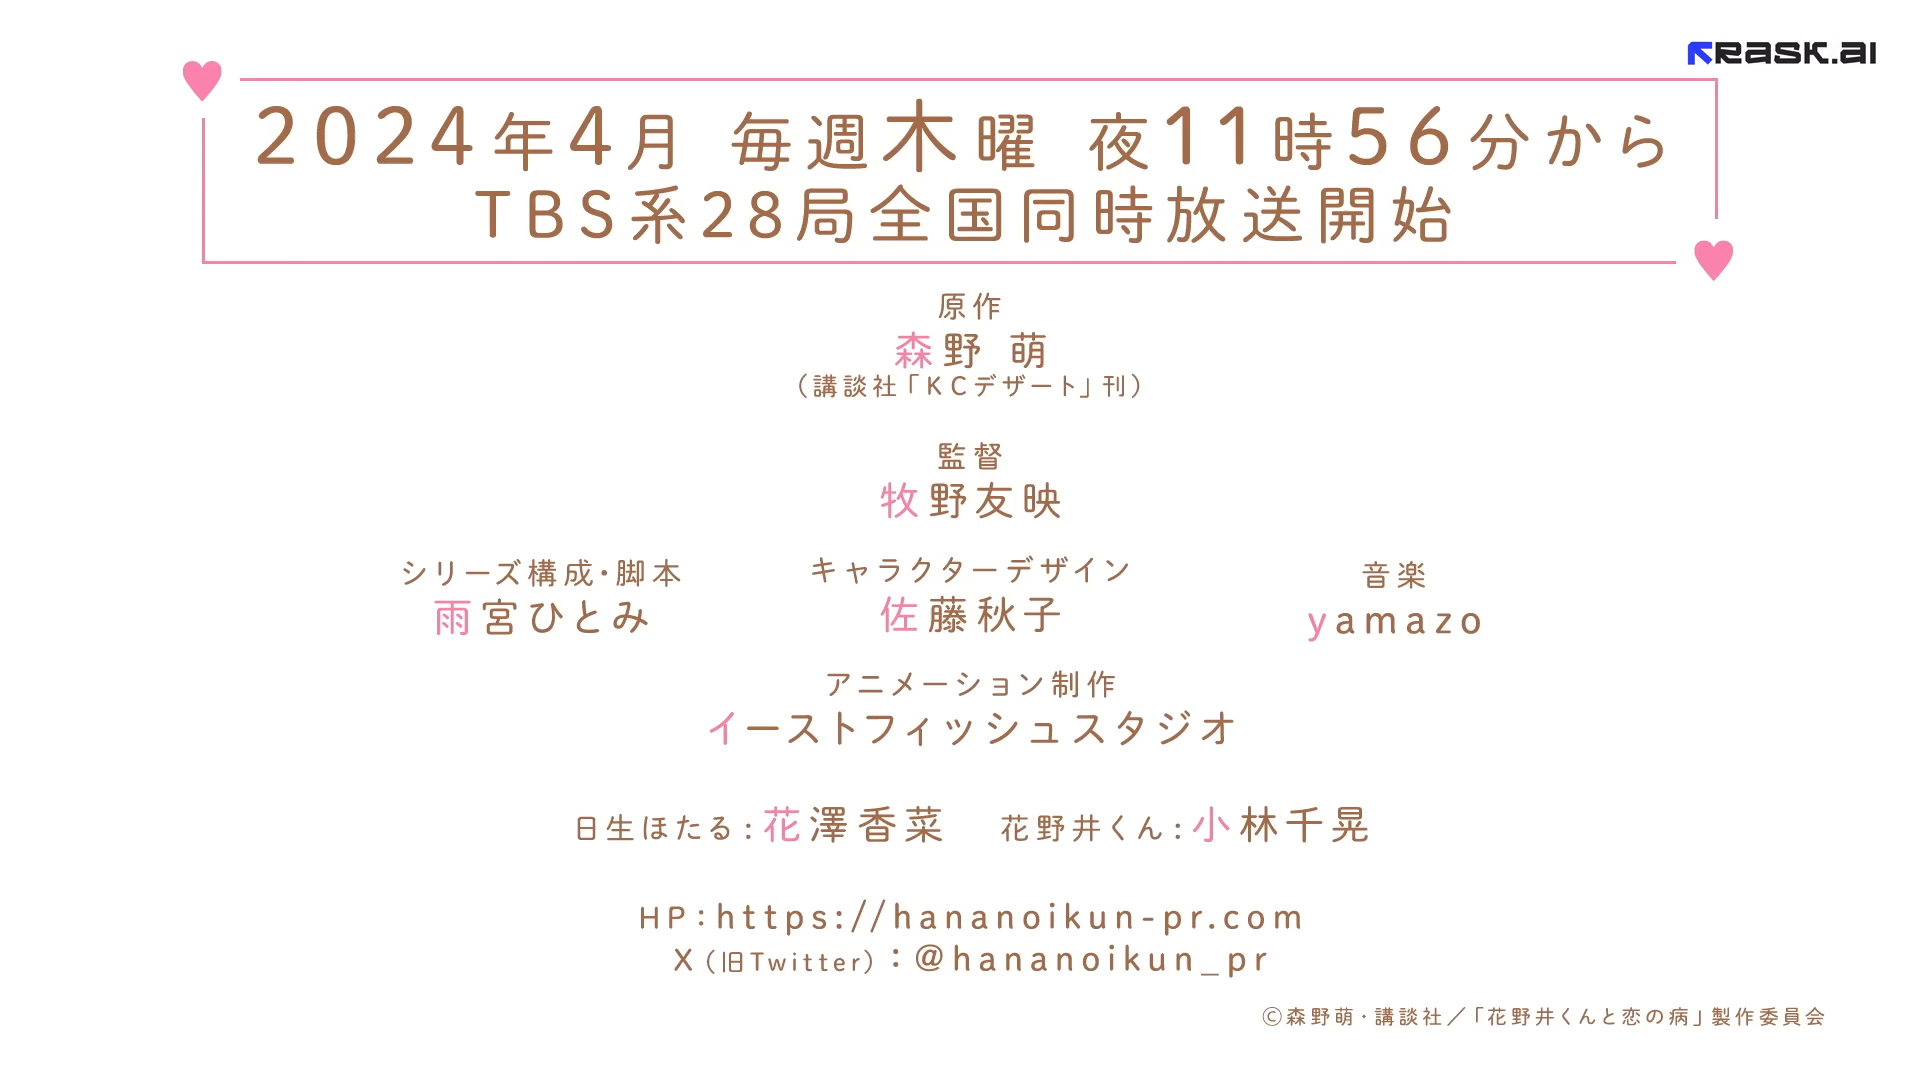 rask.ai
2024年4月 毎週木曜 夜11時56分から
TBS系28局全国同時放送開始
原作
森野 萌
（講談社「KCデザート」刊）
監督
牧野友映
シリーズ構成・脚本
雨宮ひとみ
キャラクターデザイン
佐藤秋子
音楽
yamazo
アニメーション制作
イーストフィッシュスタジオ
日生ほたる：花澤香菜　花野井くん：小林千晃
HP：https://hananoikun-pr.com
X（旧Twitter）：@hananoikun_pr
©森野萌・講談社／「花野井くんと恋の病」製作委員会